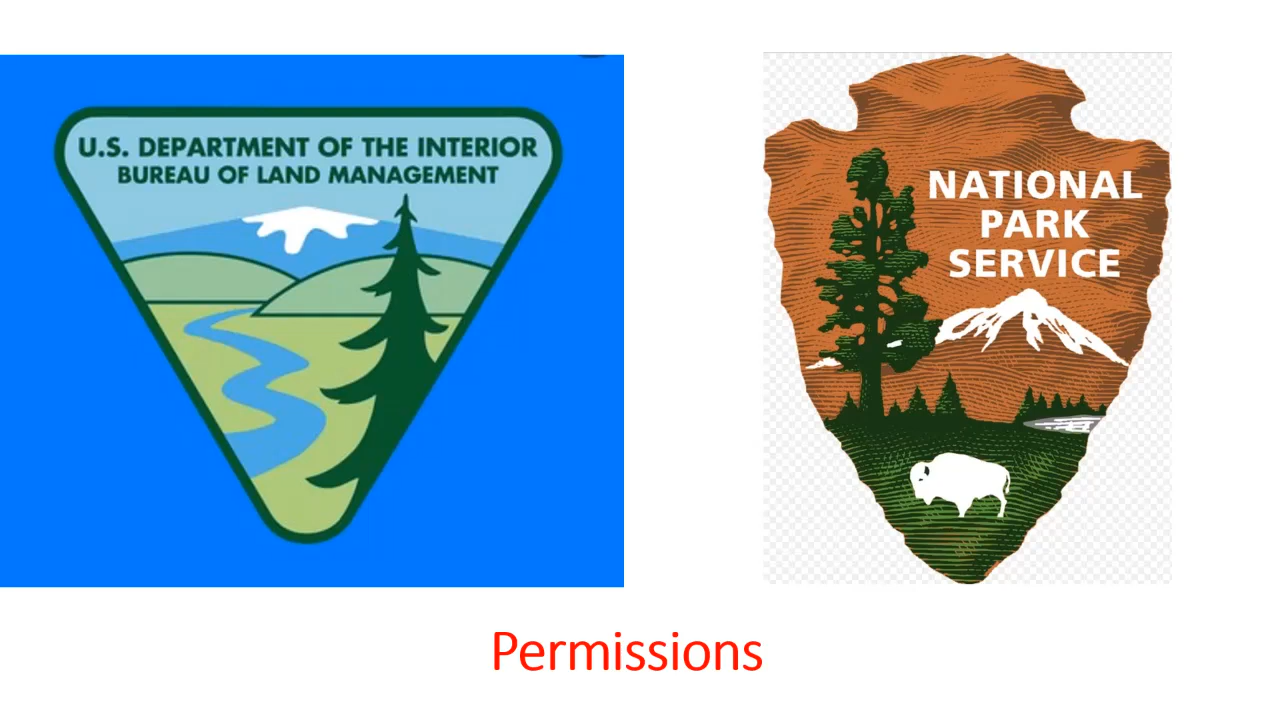 U.S. DEPARTMENT OF THE INTERIOR
BUREAU OF LAND MANAGEMENT
NATIONAL
PARK
SERVICE
Permissions